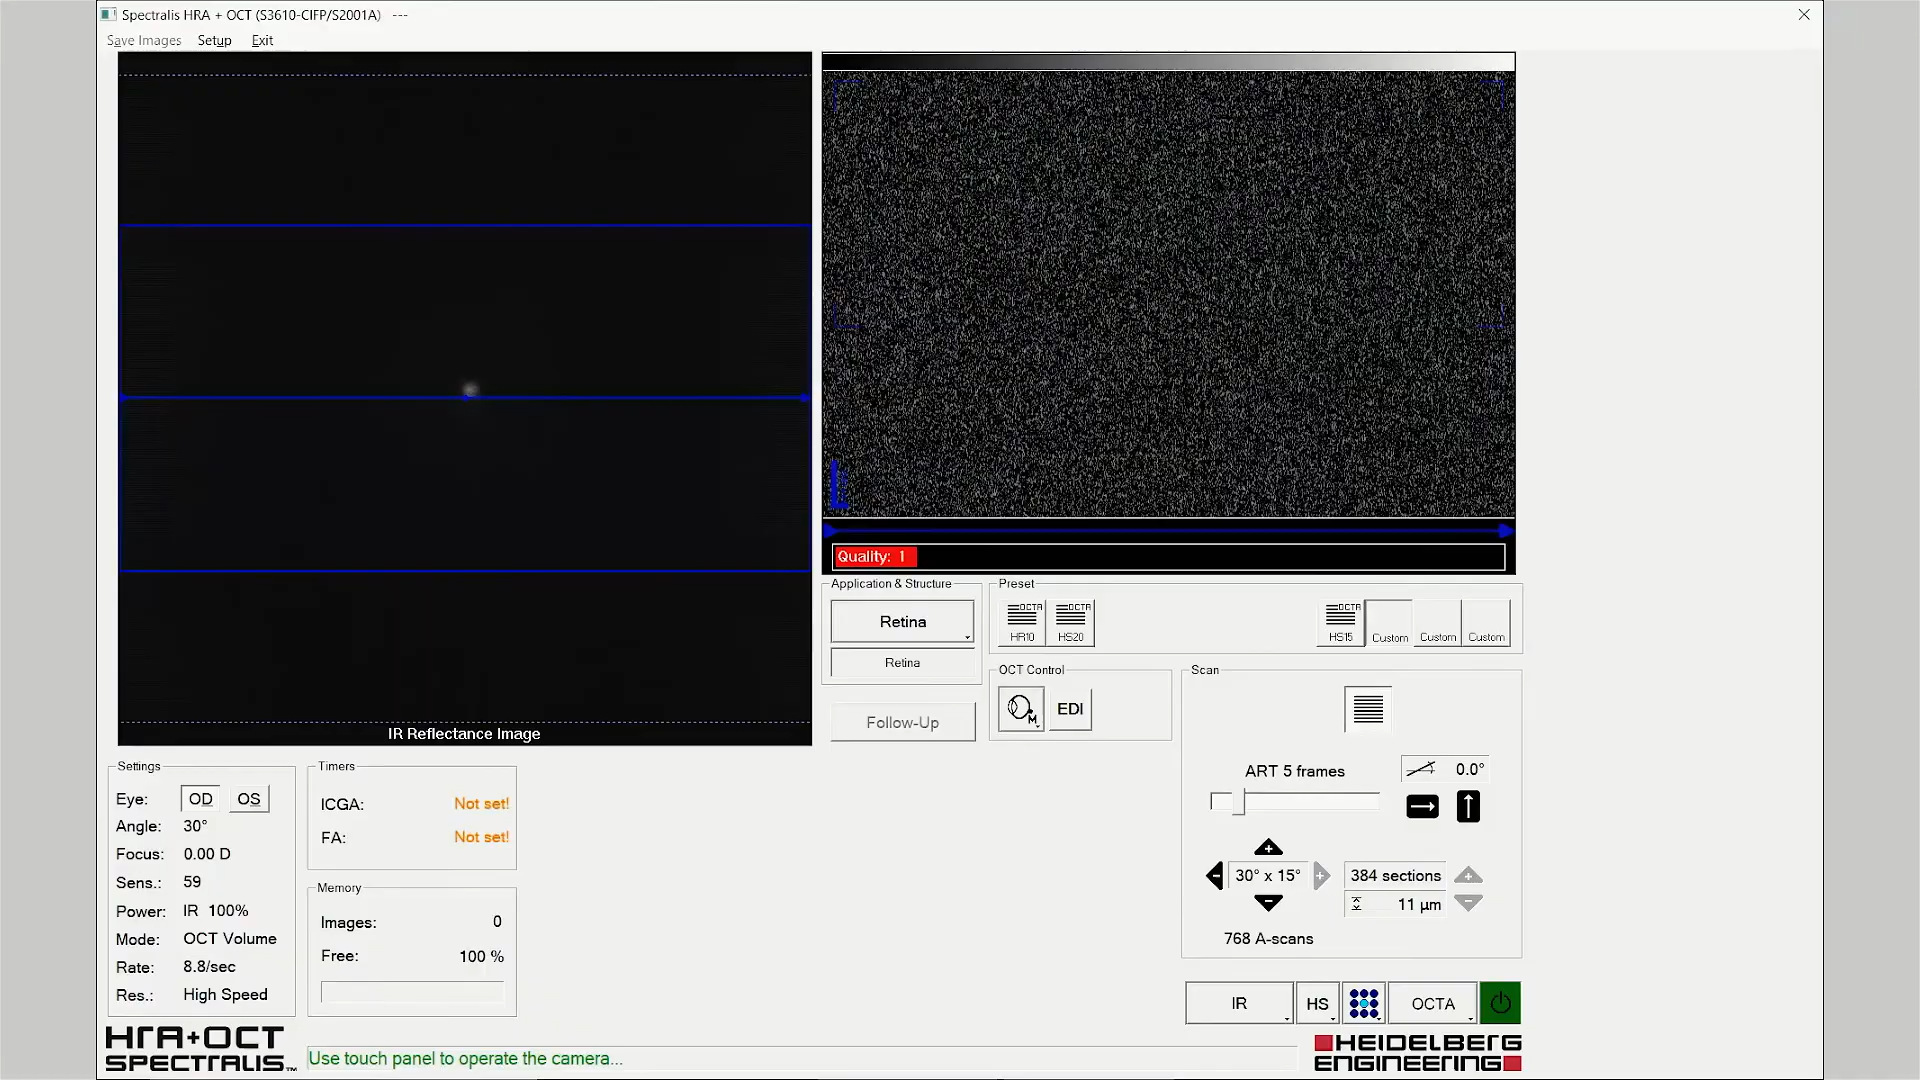 Spectralis HRA + OCT (S3610-CIFP/S2001A) ---
Save Images Setup Exit
IR Reflectance Image
Quality: 1
Application & Structure
Retina
Retina
Follow-Up
Preset
OCTA HR10
OCTA HS20
OCTA HS15
Custom
Custom
Custom
OCT Control
M
EDI
Scan
ART 5 frames
0.0°
30° x 15°
384 sections
11 µm
768 A-scans
Settings
Eye: OD OS
Angle: 30°
Focus: 0.00 D
Sens.: 59
Power: IR 100%
Mode: OCT Volume
Rate: 8.8/sec
Res.: High Speed
Timers
ICGA: Not set!
FA: Not set!
Memory
Images: 0
Free: 100 %
IR HS OCTA
HRA+OCT
SPECTRALIS™
Use touch panel to operate the camera...
HEIDELBERG
ENGINEERING